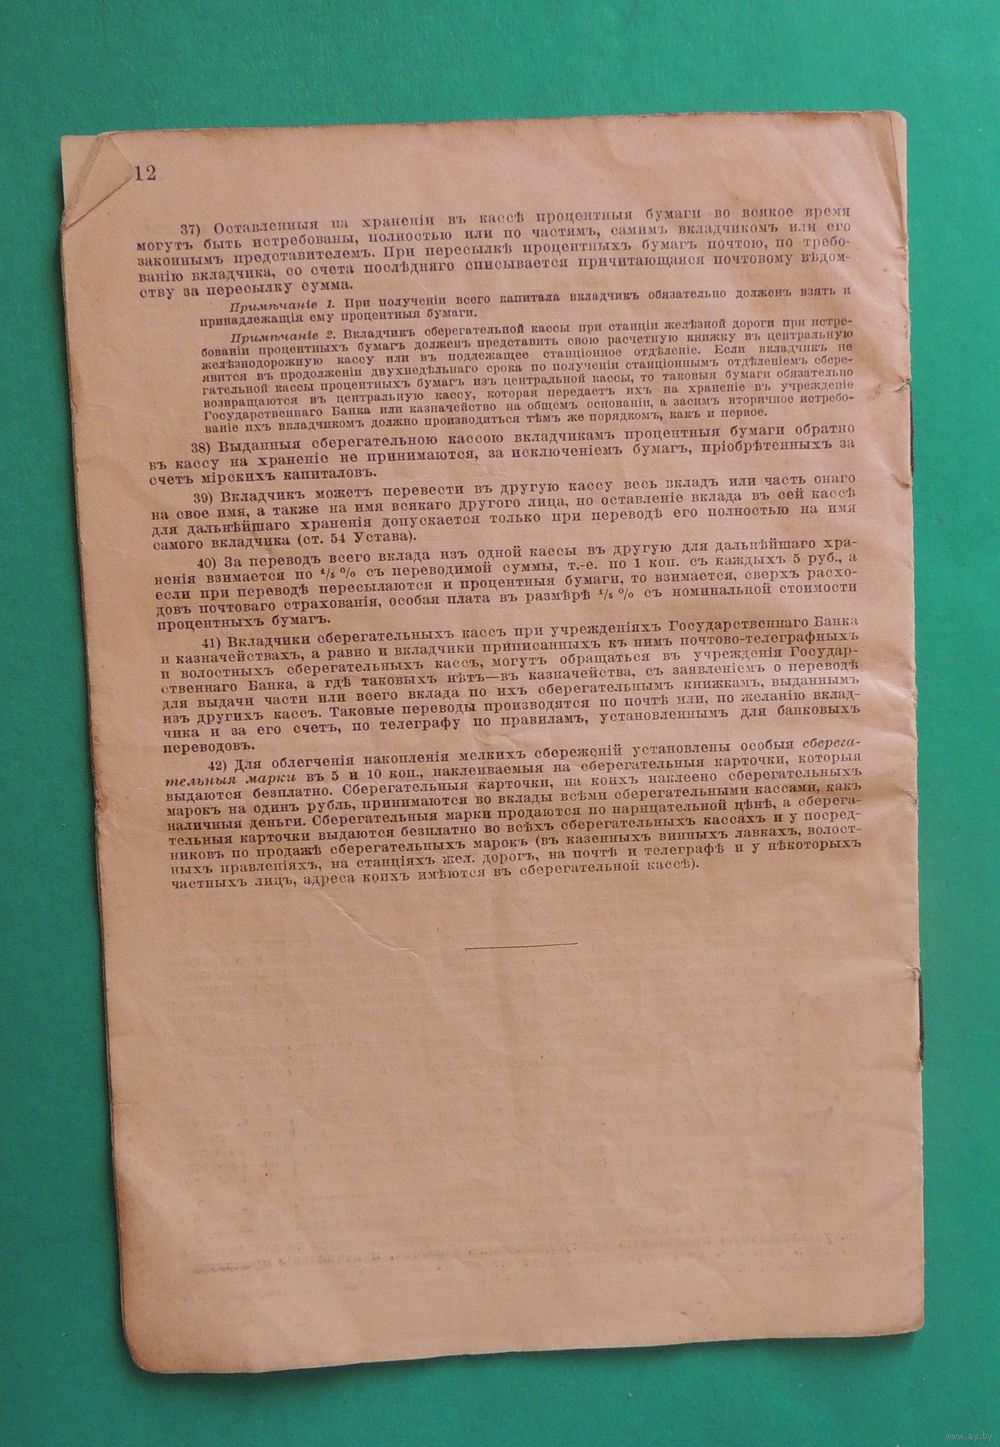 12
37) Оставленныя на храненіи въ кассѣ процентныя бумаги во всякое время
могутъ быть истребованы, полностью или по частямъ, самимъ вкладчикомъ или его
законнымъ представителемъ. При пересылкѣ процентныхъ бумагъ почтою, по требо-
ванію вкладчика, со счета послѣдняго списывается причитающаяся почтовому вѣдом-
ству за пересылку сумма.
Примѣчаніе 1. При полученіи всего капитала вкладчикъ обязательно долженъ взять и
принадлежащія ему процентныя бумаги.
Примѣчаніе 2. Вкладчикъ сберегательной кассы при станціи желѣзной дороги при истре-
бованіи процентныхъ бумагъ долженъ представить свою расчетную книжку въ центральную
желѣзнодорожную кассу или въ подлежащее станціонное отдѣленіе. Если вкладчикъ не
явится въ продолженіи двухнедѣльнаго срока по полученіи станціоннымъ отдѣленіемъ сбере-
гательной кассы процентныхъ бумагъ изъ центральной кассы, то таковыя бумаги обязательно
возвращаются въ центральную кассу, которая передаетъ ихъ на храненіе въ учрежденіе
Государственнаго Банка или казначейство на общемъ основаніи, а засимъ вторичное истребо-
ваніе ихъ вкладчикомъ должно производиться тѣмъ же порядкомъ, какъ и первое.
38) Выданныя сберегательною кассою вкладчикамъ процентныя бумаги обратно
въ кассу на храненіе не принимаются, за исключеніемъ бумагъ, пріобрѣтенныхъ за
счетъ мірскихъ капиталовъ.
39) Вкладчикъ можетъ перевести въ другую кассу весь вкладъ или часть онаго
на свое имя, а также на имя всякаго другого лица, но оставленіе вклада въ сей кассѣ
для дальнѣйшаго храненія допускается только при переводѣ его полностью на имя
самого вкладчика (ст. 54 Устава).
40) За переводъ всего вклада изъ одной кассы въ другую для дальнѣйшаго хра-
ненія взимается по ¹/₅ % съ переводимой суммы, т.-е. по 1 коп. съ каждыхъ 5 руб., а
если при переводѣ пересылаются и процентныя бумаги, то взимается, сверхъ расхо-
довъ почтоваго страхованія, особая плата въ размѣрѣ ¹/₅ % съ номинальной стоимости
процентныхъ бумагъ.
41) Вкладчики сберегательныхъ кассъ при учрежденіяхъ Государственнаго Банка
и казначействахъ, а равно и вкладчики приписанныхъ къ нимъ почтово-телеграфныхъ
и волостныхъ сберегательныхъ кассъ, могутъ обращаться въ учрежденія Государ-
ственнаго Банка, а гдѣ таковыхъ нѣтъ—въ казначейства, съ заявленіемъ о переводѣ
для выдачи части или всего вклада по ихъ сберегательнымъ книжкамъ, выданнымъ
изъ другихъ кассъ. Таковые переводы производятся по почтѣ или, по желанію вклад-
чика и за его счетъ, по телеграфу по правиламъ, установленнымъ для банковыхъ
переводовъ.
42) Для облегченія накопленія мелкихъ сбереженій установлены особыя сберега-
тельныя марки въ 5 и 10 коп., наклеиваемыя на сберегательныя карточки, которыя
выдаются безплатно. Сберегательныя карточки, на коихъ наклеено сберегательныхъ
марокъ на одинъ рубль, принимаются во вклады всѣми сберегательными кассами, какъ
наличныя деньги. Сберегательныя марки продаются по нарицательной цѣнѣ, а сберега-
тельныя карточки выдаются безплатно во всѣхъ сберегательныхъ кассахъ и у посред-
никовъ по продажѣ сберегательныхъ марокъ (въ казенныхъ винныхъ лавкахъ, волост-
ныхъ правленіяхъ, на станціяхъ жел. дорогъ, на почтѣ и телеграфѣ и у нѣкоторыхъ
частныхъ лицъ, адреса коихъ имѣются въ сберегательной кассѣ).
www.ay.by